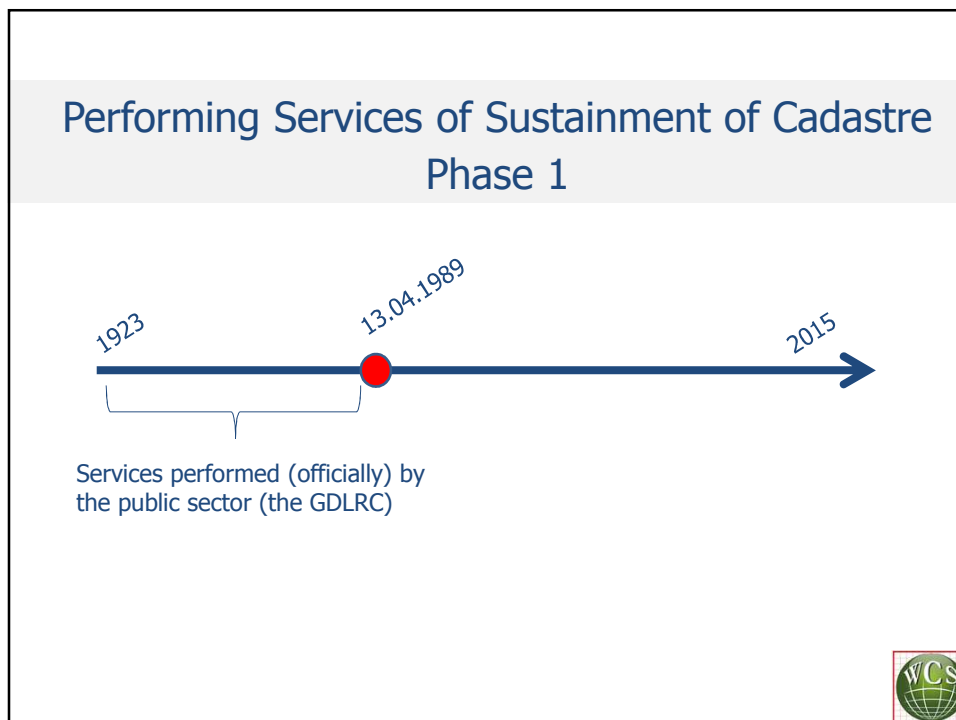 Performing Services of Sustainment of Cadastre
Phase 1
1923
13.04.1989
2015
Services performed (officially) by
the public sector (the GDLRC)
WCS